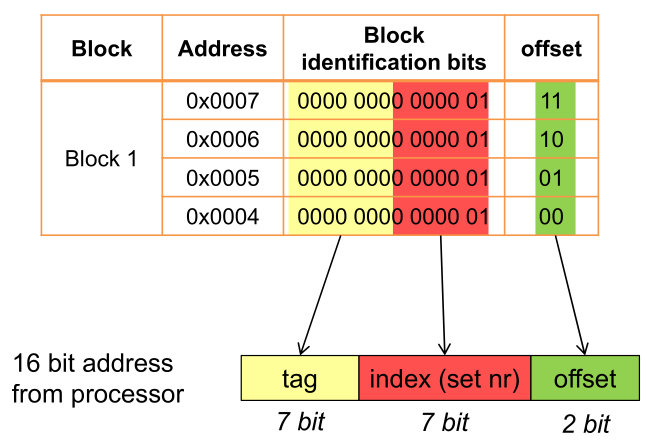 Block Address Block identification bits offset
Block 1
0x0007 0000 0000 0000 01 11
0x0006 0000 0000 0000 01 10
0x0005 0000 0000 0000 01 01
0x0004 0000 0000 0000 01 00
16 bit address
from processor
tag index (set nr) offset
7 bit 7 bit 2 bit